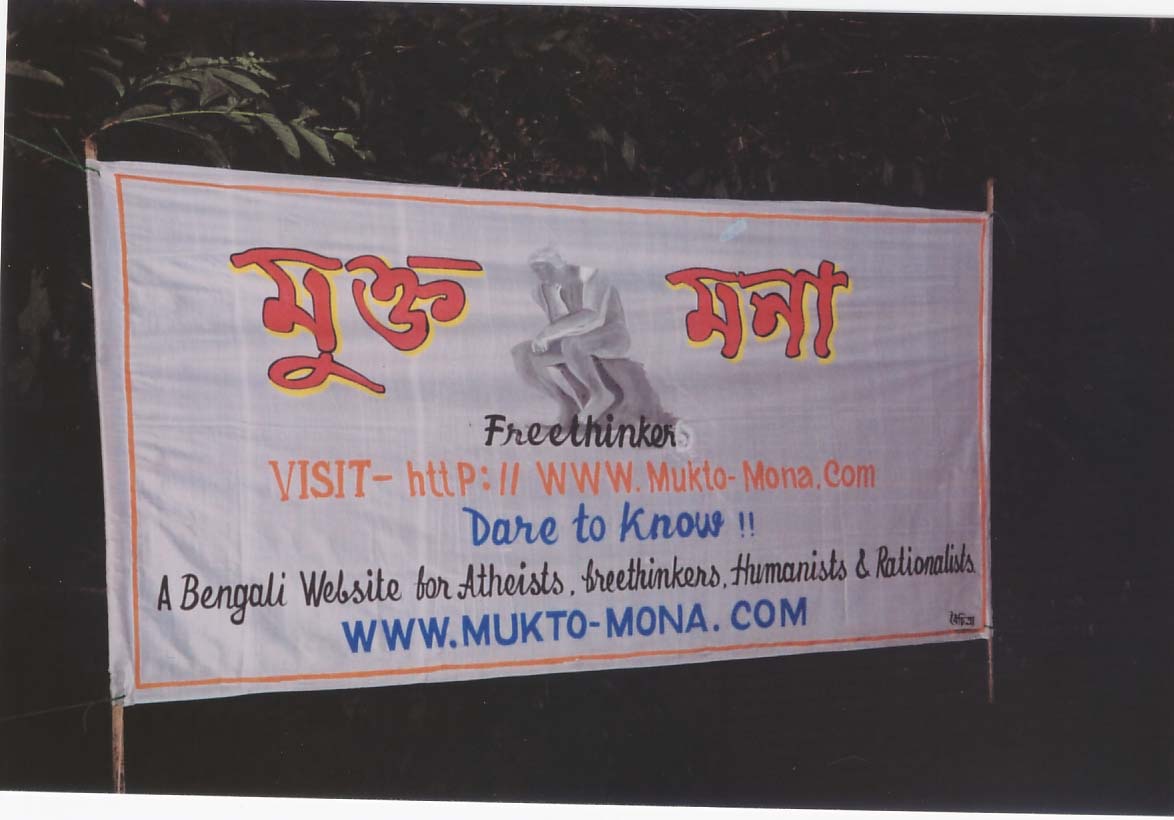 মুক্ত মনা
Freethinkers
VISIT- httP:// WWW. Mukto-Mona.Com
Dare to Know !!
A Bengali Website for Atheists, freethinkers, Humanists & Rationalists.
WWW.MUKTO-MONA. COM